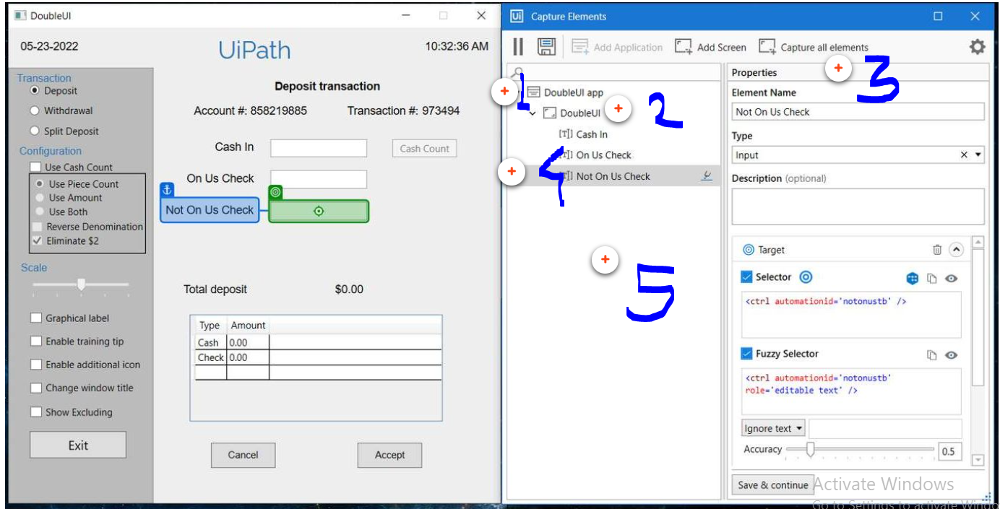 DoubleUI
05-23-2022
UiPath
10:32:36 AM
Transaction
Deposit
Withdrawal
Split Deposit
Configuration
Use Cash Count
Use Piece Count
Use Amount
Use Both
Reverse Denomination
Eliminate $2
Scale
Graphical label
Enable training tip
Enable additional icon
Change window title
Show Excluding
Exit
Deposit transaction
Account #: 858219885 Transaction #: 973494
Cash In Cash Count
On Us Check
Not On Us Check
Total deposit $0.00
Type Amount
Cash 0.00
Check 0.00
Cancel Accept
Ui Capture Elements
Add Application Add Screen Capture all elements
1
DoubleUI app
DoubleUI
2
[T] Cash In
[T] On Us Check
4
[T] Not On Us Check
5
3
Properties
Element Name
Not On Us Check
Type
Input
Description (optional)
Target
Selector
<ctrl automationid='notonustb' />
Fuzzy Selector
<ctrl automationid='notonustb'
role='editable text' />
Ignore text
Accuracy 0.5
Save & continue
Activate Windows
Go to Settings to activate Windo